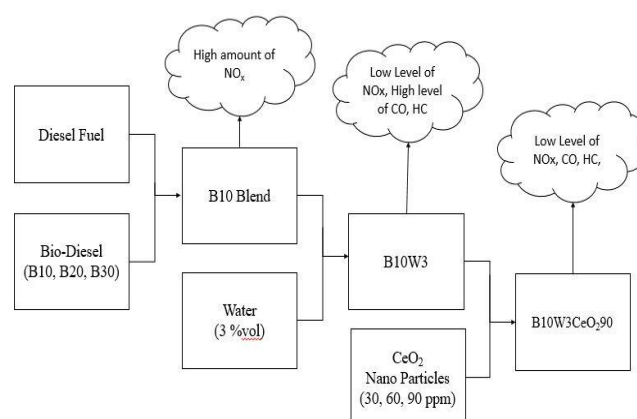 High amount of
NOx
Low Level of
NOx, High level
of CO, HC
Low Level of
NOx, CO, HC,
Diesel Fuel
B10 Blend
Bio-Diesel
(B10, B20, B30)
B10W3
Water
(3 %vol)
B10W3CeO₂90
CeO₂
Nano Particles
(30, 60, 90 ppm)